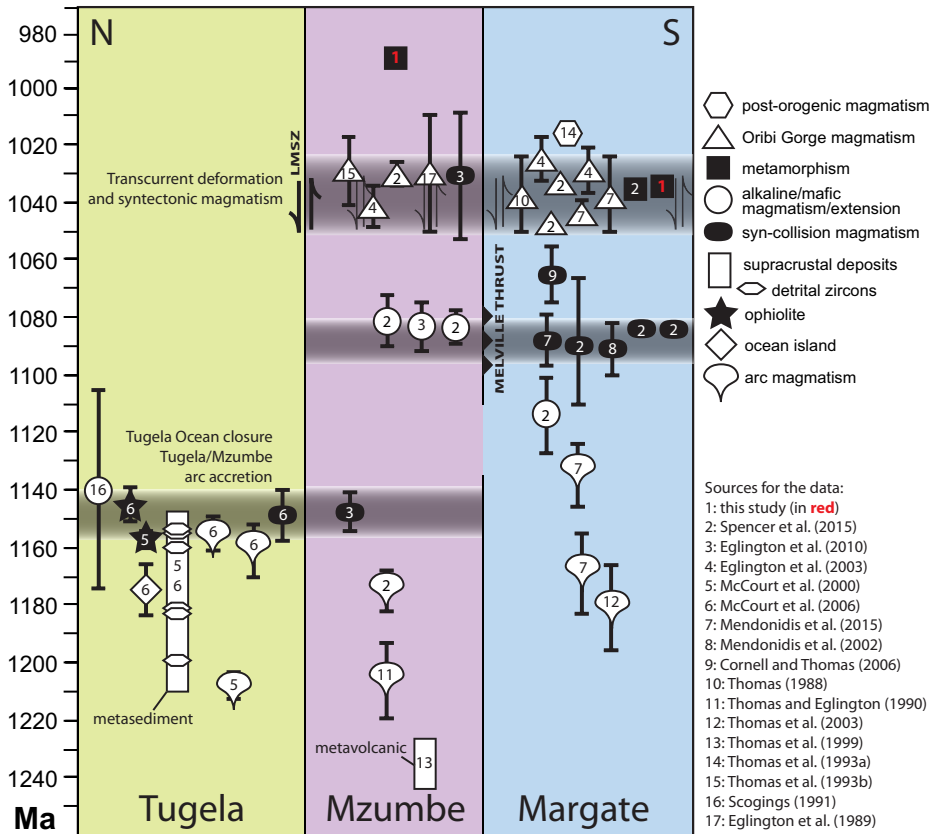 N
S
980
1000
1020
1040
1060
1080
1100
1120
1140
1160
1180
1200
1220
1240
Ma
Transcurrent deformation
and syntectonic magmatism
LMSZ
Tugela Ocean closure
Tugela/Mzumbe
arc accretion
16
6
5
6
5
6
6
6
6
5
metasediment
Tugela
1
15
2
17
3
4
2
3
2
3
2
11
metavolcanic
13
Mzumbe
MELVILLE THRUST
14
4
4
2
1
2
10
7
7
2
9
7
2
8
2
2
2
7
7
12
Margate
post-orogenic magmatism
Oribi Gorge magmatism
metamorphism
alkaline/mafic
magmatism/extension
syn-collision magmatism
supracrustal deposits
detrital zircons
ophiolite
ocean island
arc magmatism
Sources for the data:
1: this study (in red)
2: Spencer et al. (2015)
3: Eglington et al. (2010)
4: Eglington et al. (2003)
5: McCourt et al. (2000)
6: McCourt et al. (2006)
7: Mendonidis et al. (2015)
8: Mendonidis et al. (2002)
9: Cornell and Thomas (2006)
10: Thomas (1988)
11: Thomas and Eglington (1990)
12: Thomas et al. (2003)
13: Thomas et al. (1999)
14: Thomas et al. (1993a)
15: Thomas et al. (1993b)
16: Scogings (1991)
17: Eglington et al. (1989)